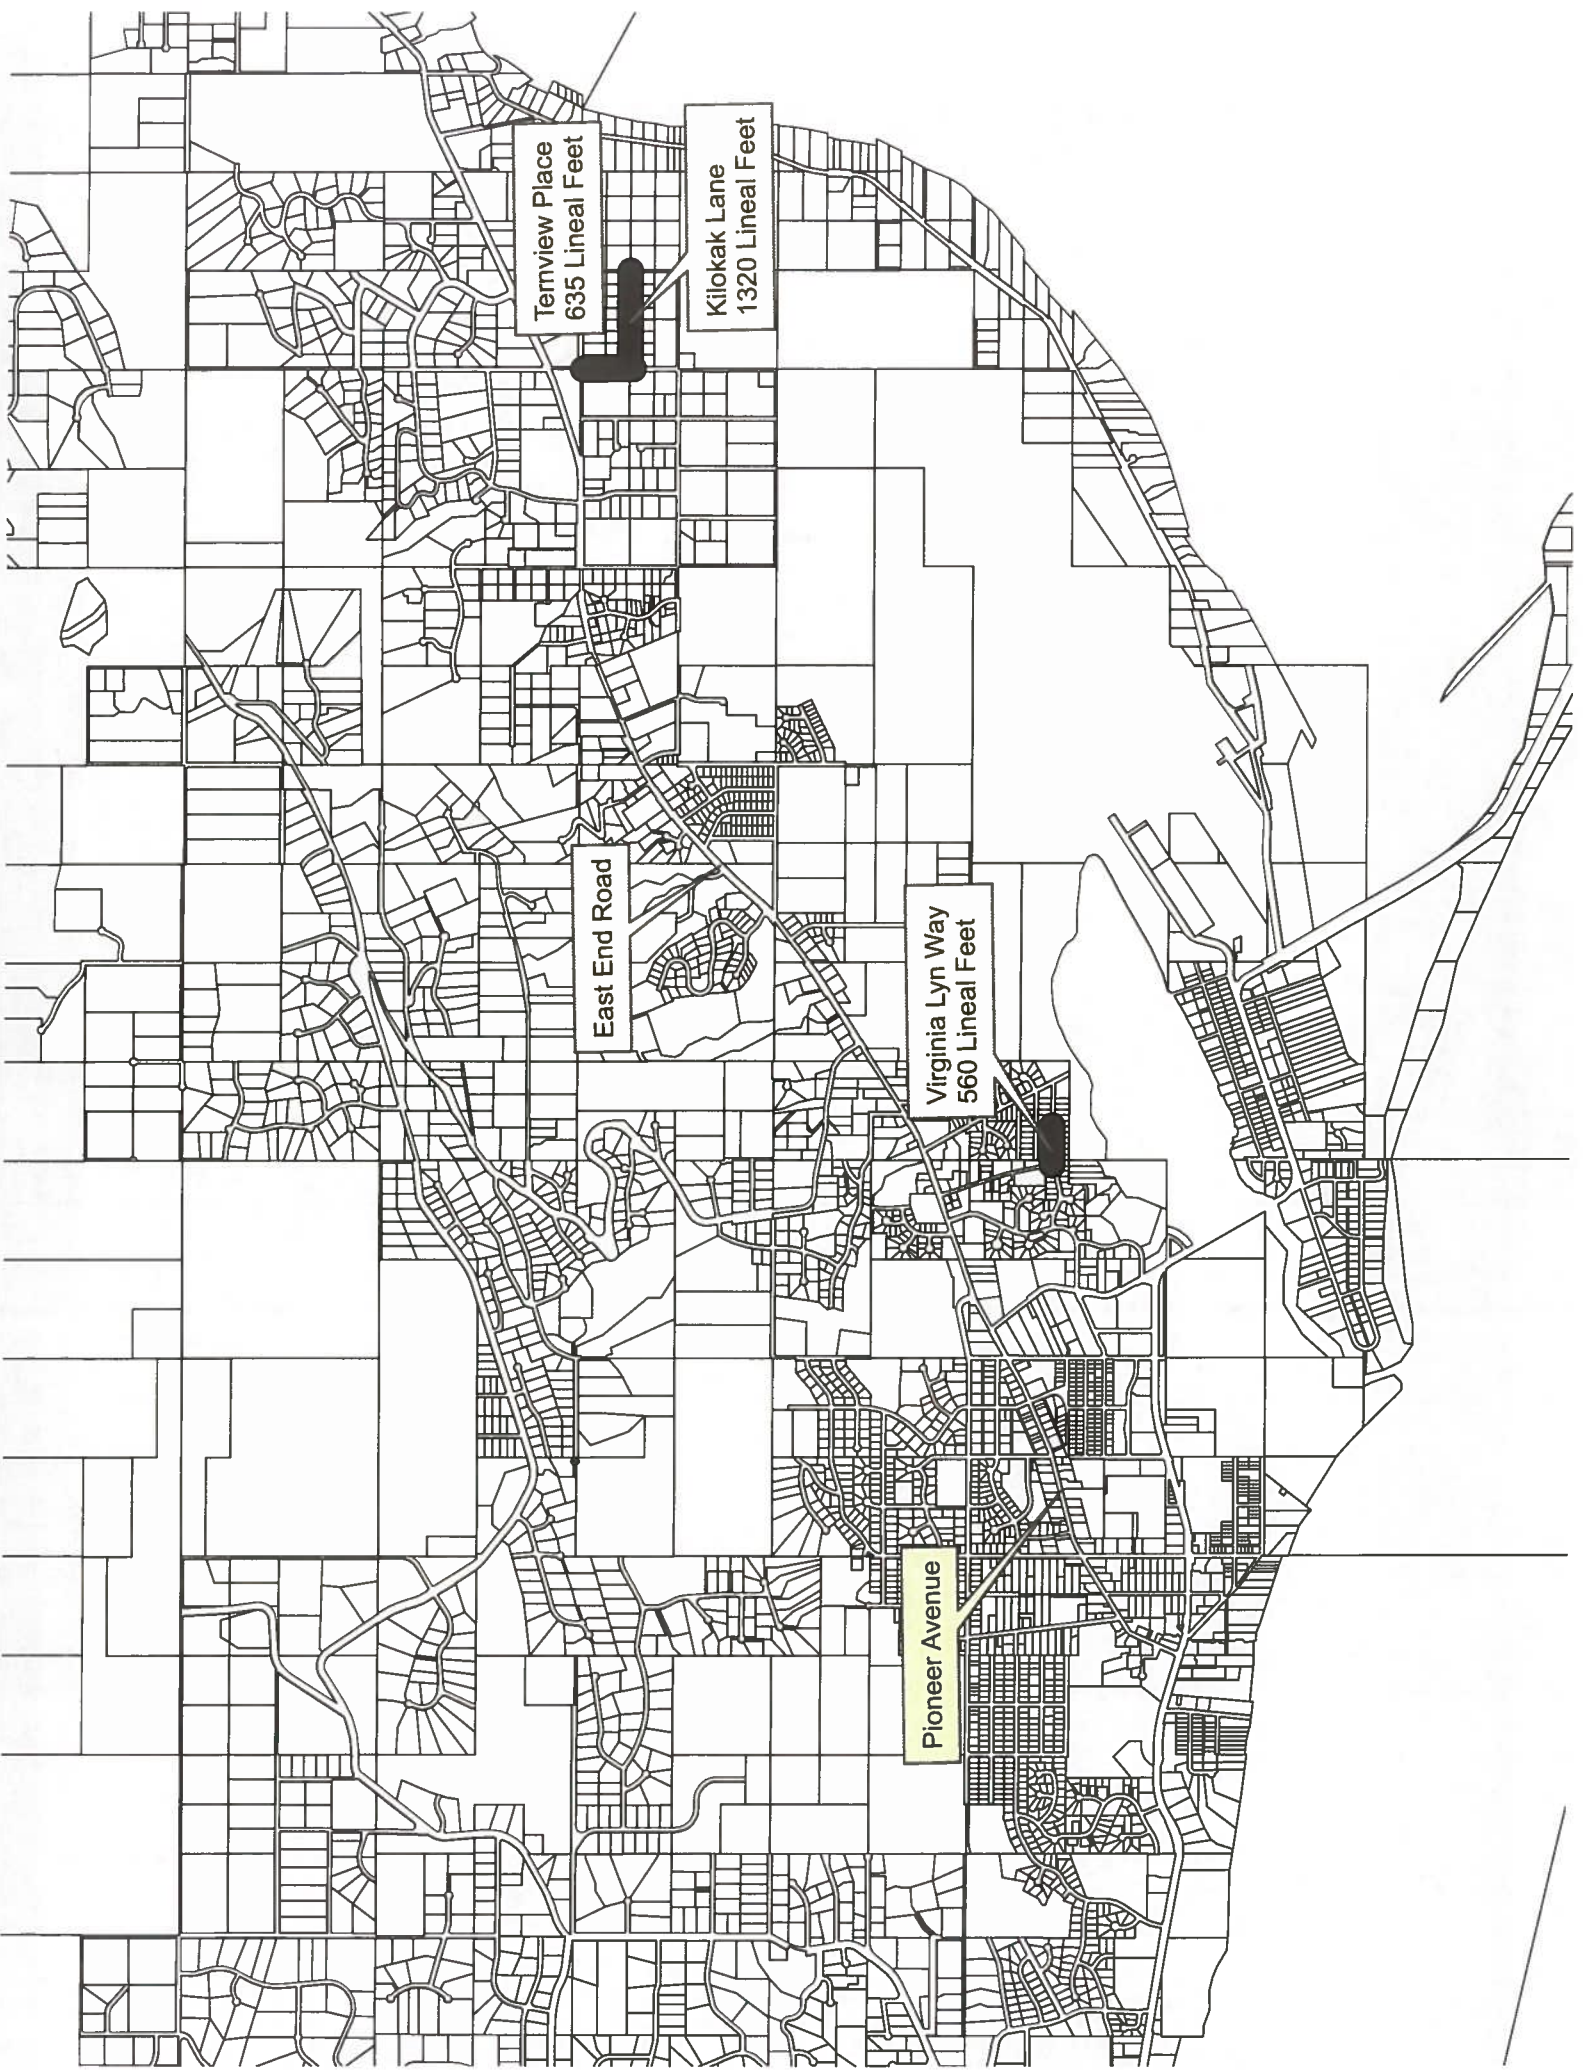 Ternview Place
635 Lineal Feet
Kilokak Lane
1320 Lineal Feet
East End Road
Virginia Lyn Way
560 Lineal Feet
Pioneer Avenue